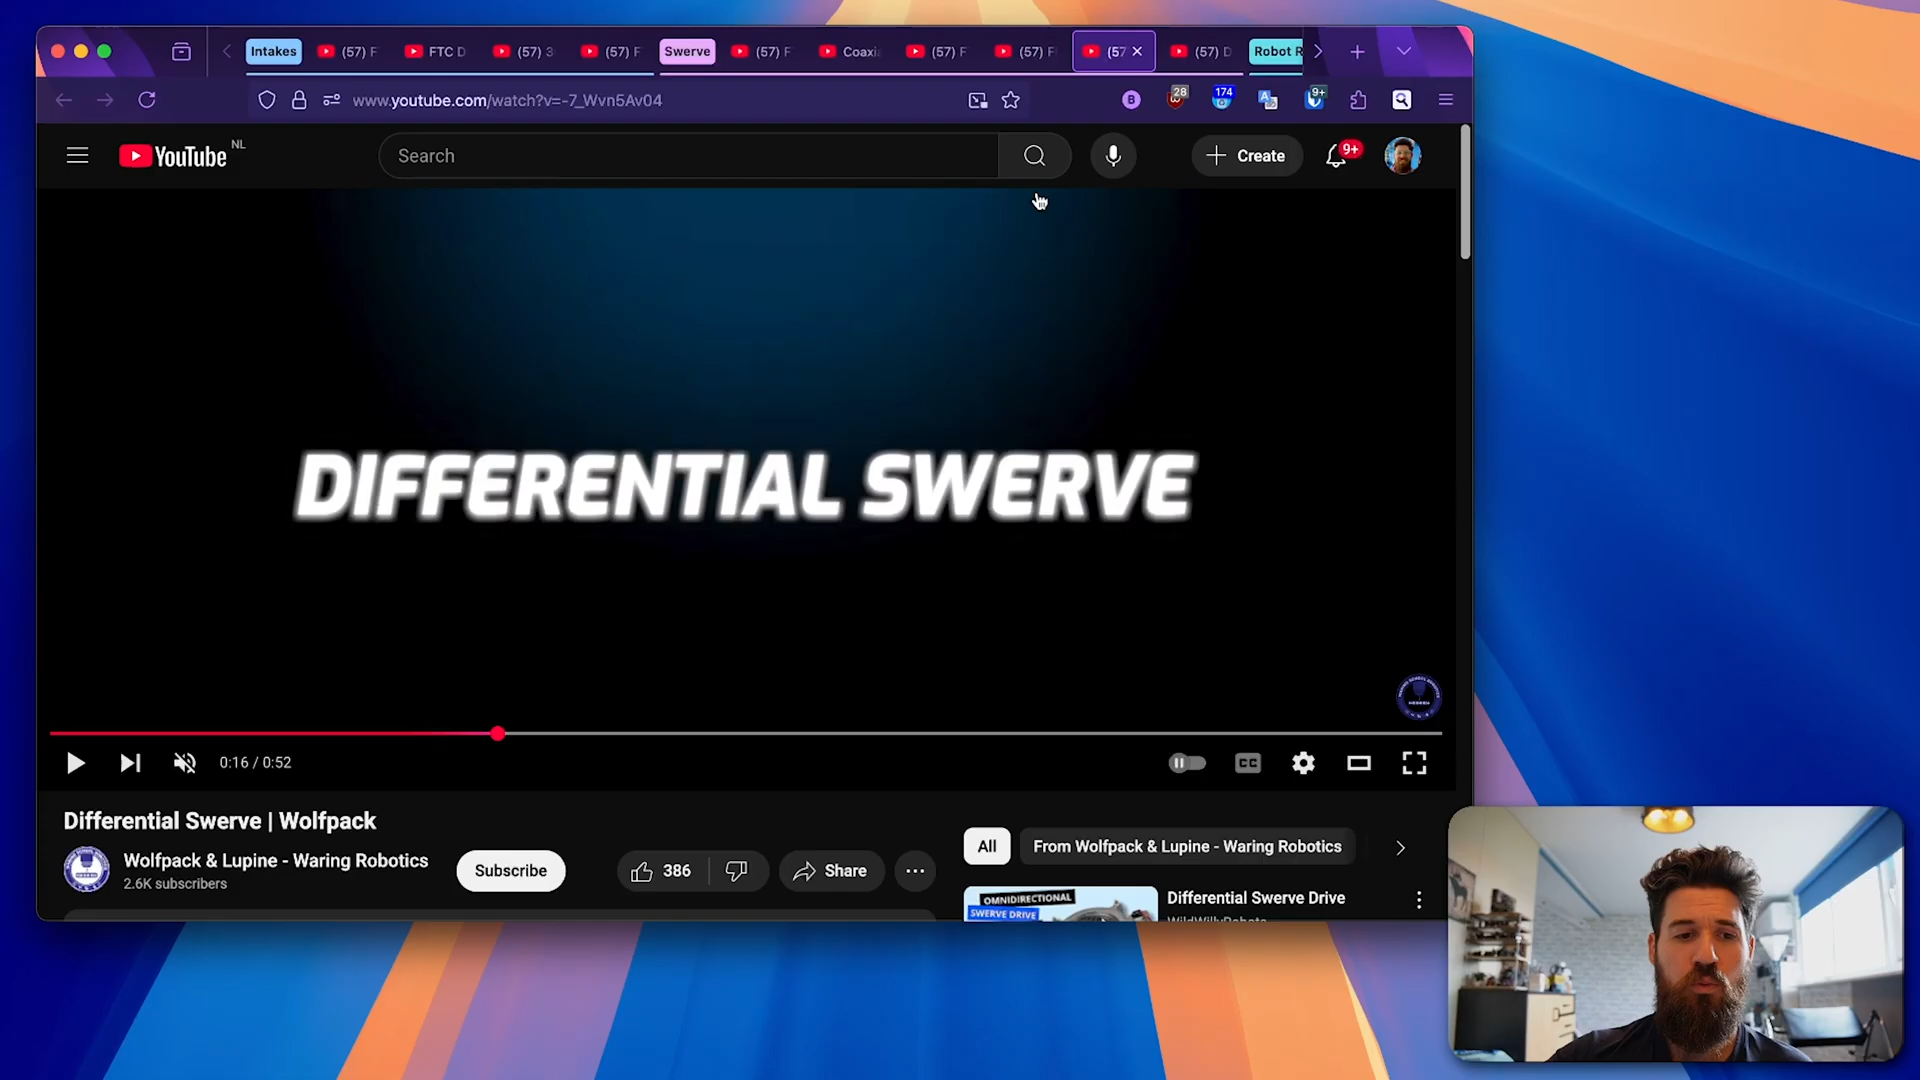 Intakes (57) F FTC D (57) 3 (57) F Swerve (57) F Coaxi (57) F (57) F (57 (57) D Robot R
www.youtube.com/watch?v=-7_Wvn5Av04
B 28 174 9+
YouTube NL
Search
Create
9+
DIFFERENTIAL SWERVE
0:16 / 0:52
CC
Differential Swerve | Wolfpack
Wolfpack & Lupine - Waring Robotics
2.6K subscribers
Subscribe
386
Share
All
From Wolfpack & Lupine - Waring Robotics
OMNIDIRECTIONAL
SWERVE DRIVE
Differential Swerve Drive
WildWillyRobots